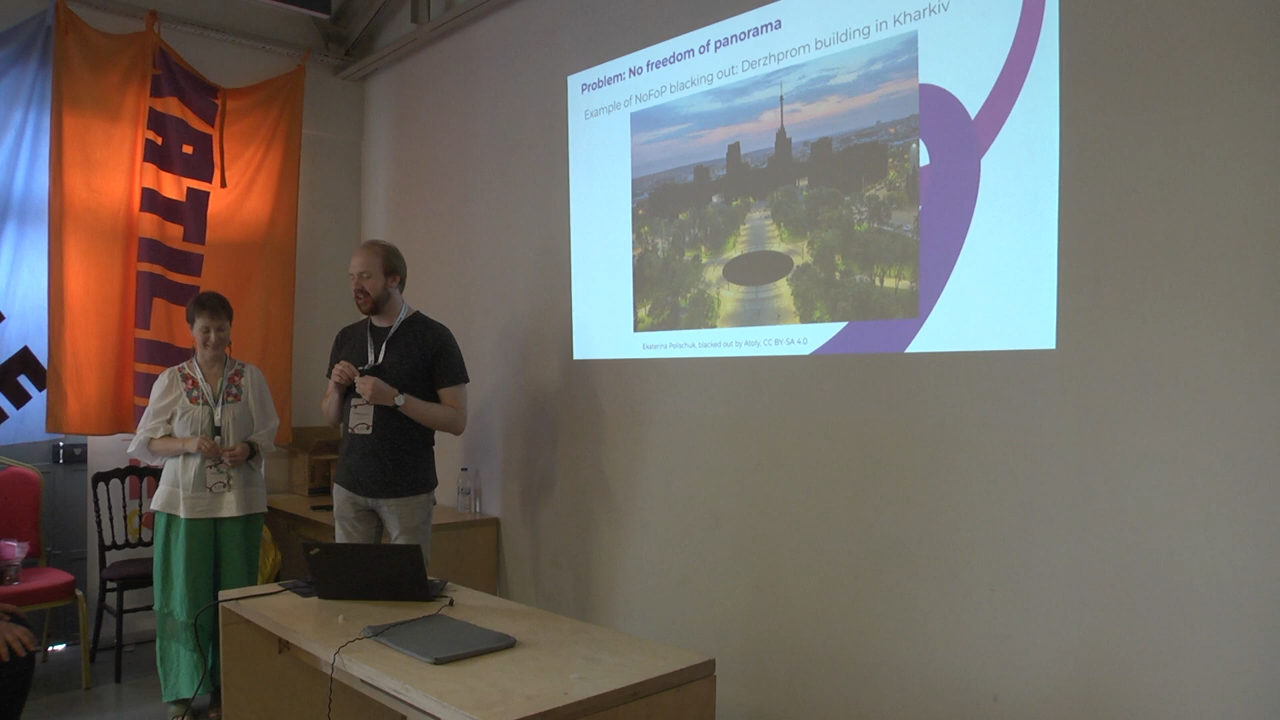 Problem: No freedom of panorama
Example of NoFoP blacking out: Derzhprom building in Kharkiv
Ekaterina Polischuk, blacked out by Atoly, CC BY-SA 4.0